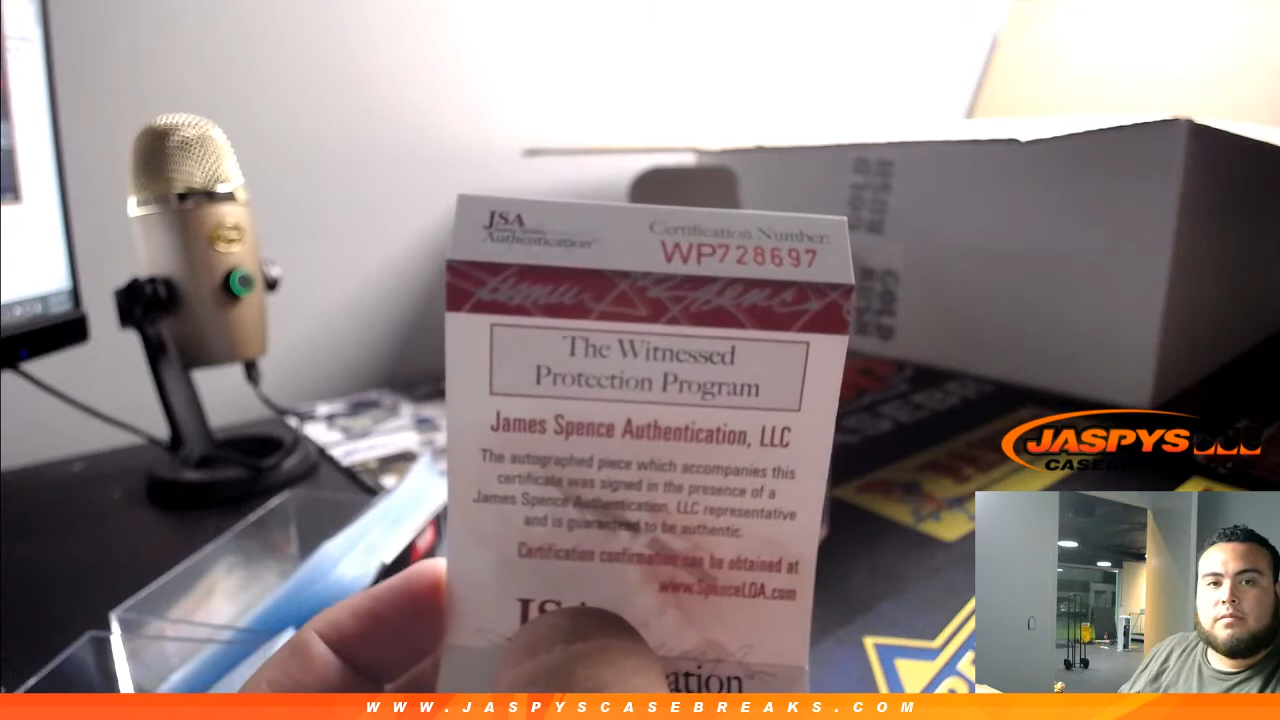 JSA
Authentication
Certification Number:
WP728697
The Witnessed
Protection Program
James Spence Authentication, LLC
The autographed piece which accompanies this
certificate was signed in the presence of a
James Spence Authentication, LLC representative
and is guaranteed to be authentic.
Certification confirmation can be obtained at
www.SpenceLOA.com
JSA
ation
JASPYS
WWW.JASPYSCASEBREAKS.COM